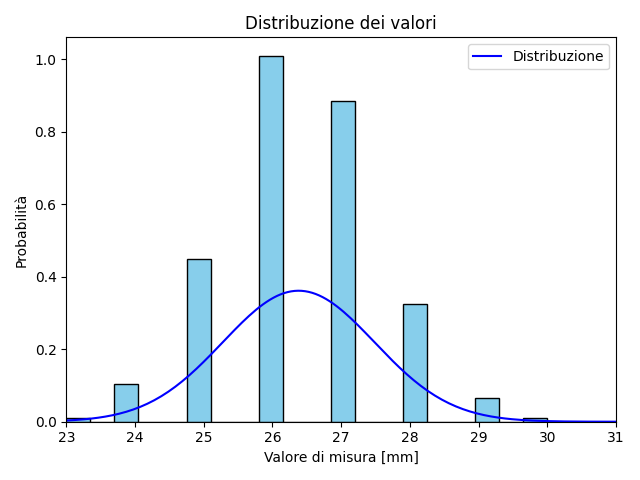 Distribuzione dei valori
Distribuzione
Probabilità
1.0
0.8
0.6
0.4
0.2
0.0
23 24 25 26 27 28 29 30 31
Valore di misura [mm]